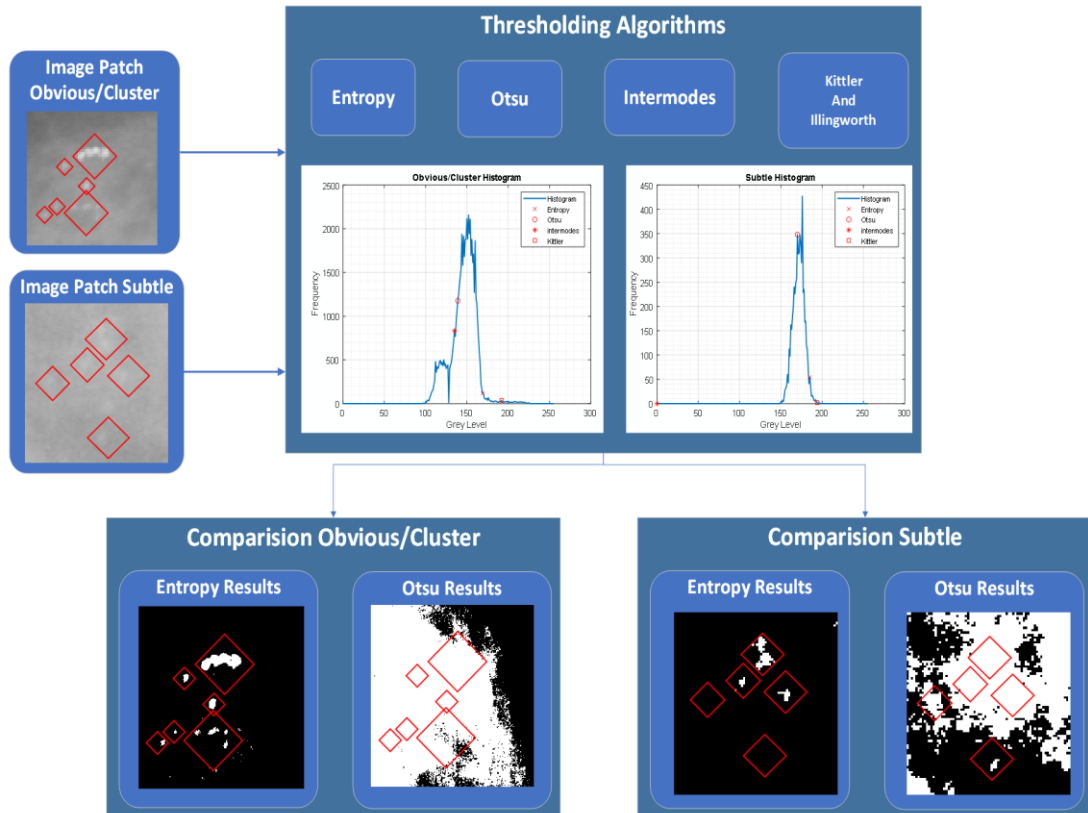 Thresholding Algorithms
Image Patch
Obvious/Cluster
Entropy
Otsu
Intermodes
Kittler
And
Illingworth
Obvious/Cluster Histogram
2500
2000
1500
1000
500
0
Frequency
0 50 100 150 200 250 300
Grey Level
Histogram
Entropy
Otsu
intermodes
Kittler
Subtle Histogram
450
400
350
300
250
200
150
100
50
0
Frequency
0 50 100 150 200 250 300
Grey Level
Histogram
Entropy
Otsu
intermodes
Kittler
Image Patch Subtle
Comparision Obvious/Cluster
Entropy Results
Otsu Results
Comparision Subtle
Entropy Results
Otsu Results